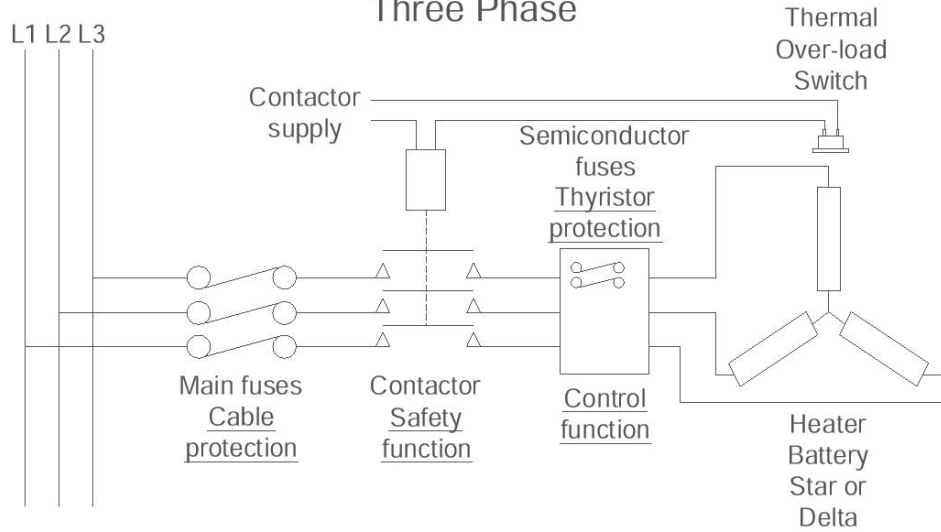 Three Phase
L1 L2 L3
Thermal
Over-load
Switch
Contactor
supply
Semiconductor
fuses
Thyristor
protection
Main fuses
Cable
protection
Contactor
Safety
function
Control
function
Heater
Battery
Star or
Delta